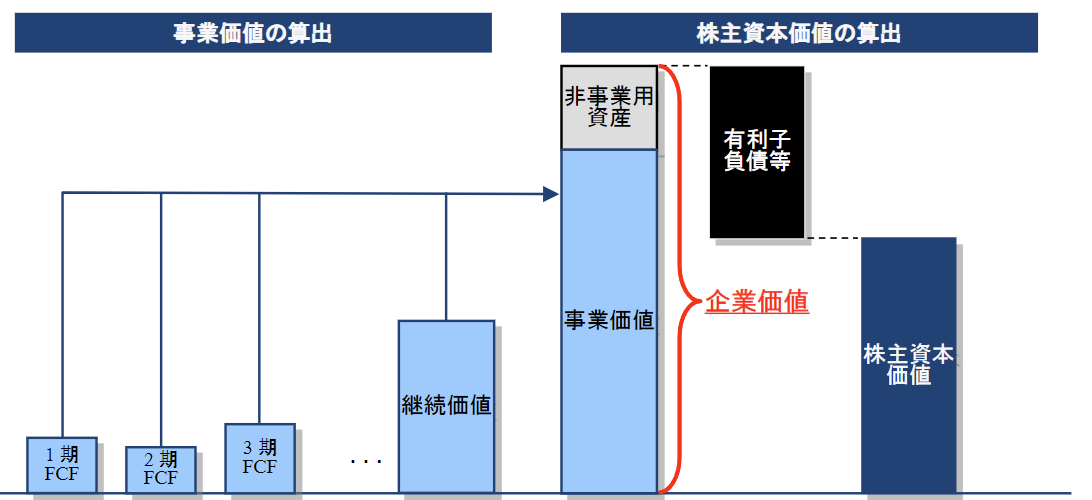 事業価値の算出
1 期
FCF
2 期
FCF
3 期
FCF
· · ·
継続価値
株主資本価値の算出
非事業用
資産
事業価値
企業価値
有利子
負債等
株主資本
価値